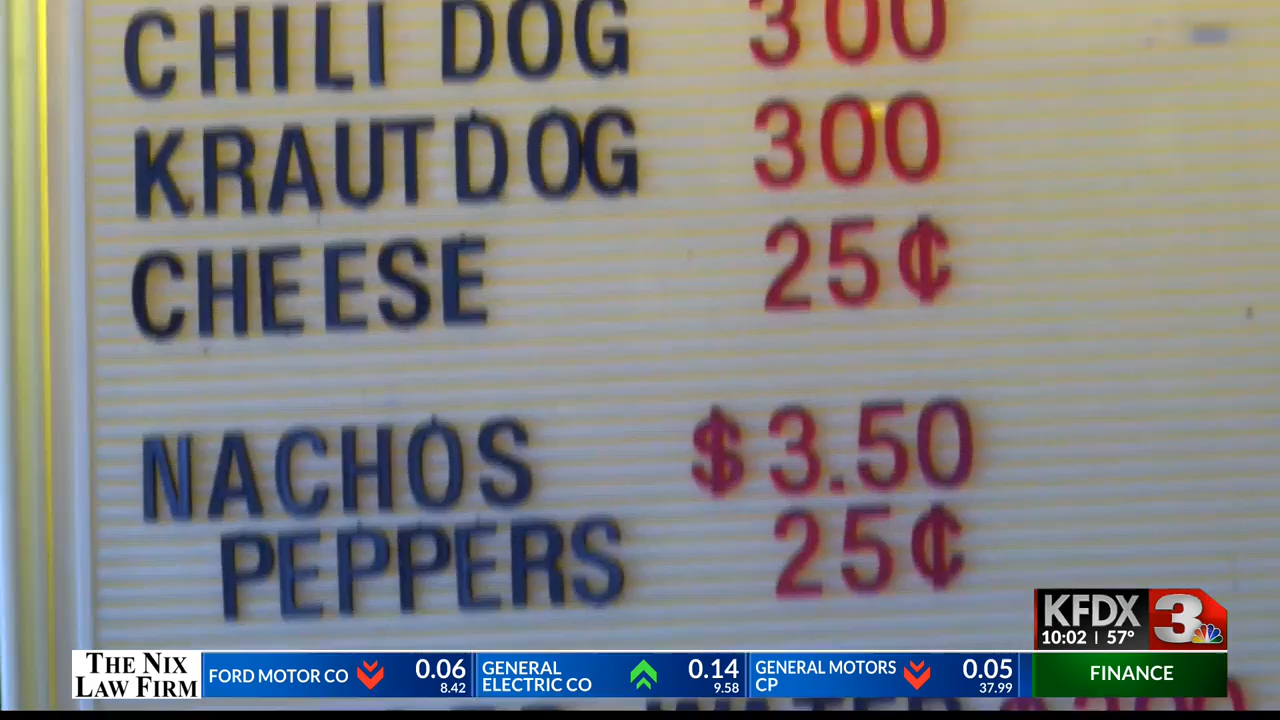 CHILI DOG 300
KRAUT DOG 300
CHEESE 25¢
NACHOS $3.50
PEPPERS 25¢
KFDX 3
10:02 | 57°
THE NIX
LAW FIRM
FORD MOTOR CO 0.06
8.42
GENERAL
ELECTRIC CO 0.14
9.58
GENERAL MOTORS
CP 0.05
37.99
FINANCE